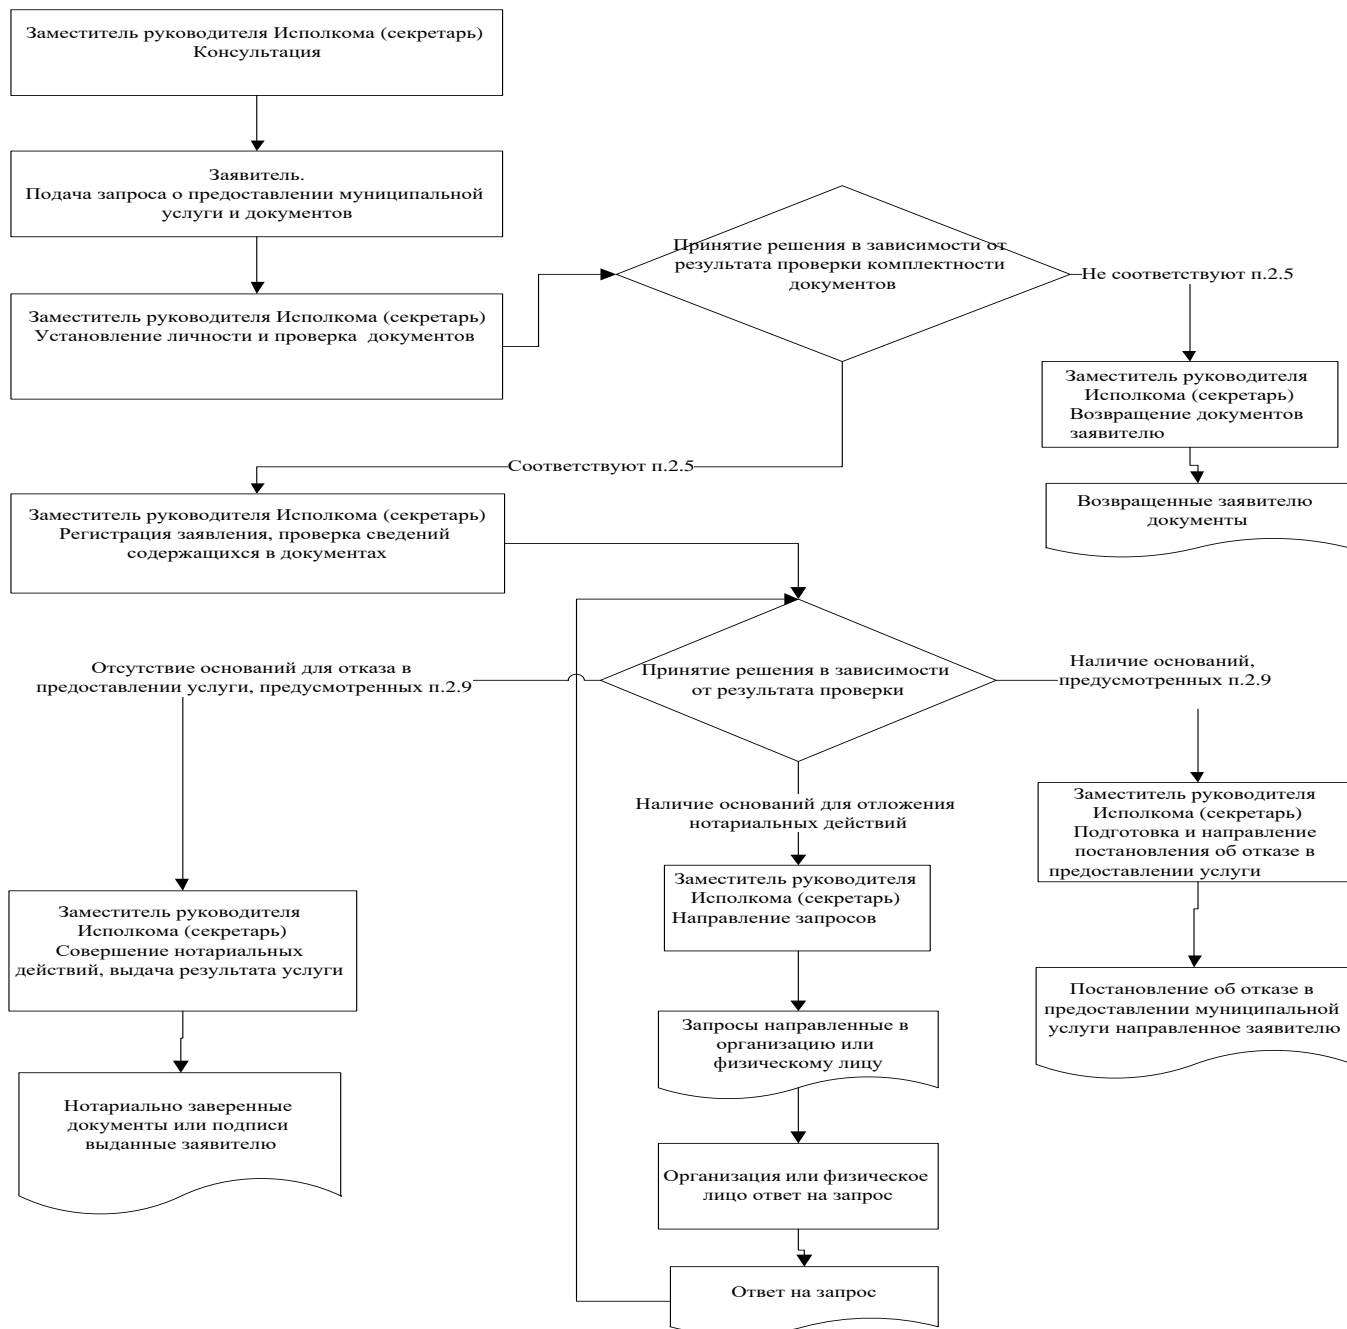 Заместитель руководителя Исполкома (секретарь)
Консультация
Заявитель.
Подача запроса о предоставлении муниципальной
услуги и документов
Заместитель руководителя Исполкома (секретарь)
Установление личности и проверка документов
Принятие решения в зависимости от
результата проверки комплектности
документов
Не соответствуют п.2.5
Заместитель руководителя
Исполкома (секретарь)
Возвращение документов
заявителю
Возвращенные заявителю
документы
Соответствуют п.2.5
Заместитель руководителя Исполкома (секретарь)
Регистрация заявления, проверка сведений
содержащихся в документах
Принятие решения в зависимости
от результата проверки
Отсутствие оснований для отказа в
предоставлении услуги, предусмотренных п.2.9
Наличие оснований,
предусмотренных п.2.9
Наличие оснований для отложения
нотариальных действий
Заместитель руководителя
Исполкома (секретарь)
Совершение нотариальных
действий, выдача результата услуги
Нотариально заверенные
документы или подписи
выданные заявителю
Заместитель руководителя
Исполкома (секретарь)
Направление запросов
Запросы направленные в
организацию или
физическому лицу
Организация или физическое
лицо ответ на запрос
Ответ на запрос
Заместитель руководителя
Исполкома (секретарь)
Подготовка и направление
постановления об отказе в
предоставлении услуги
Постановление об отказе в
предоставлении муниципальной
услуги направленное заявителю